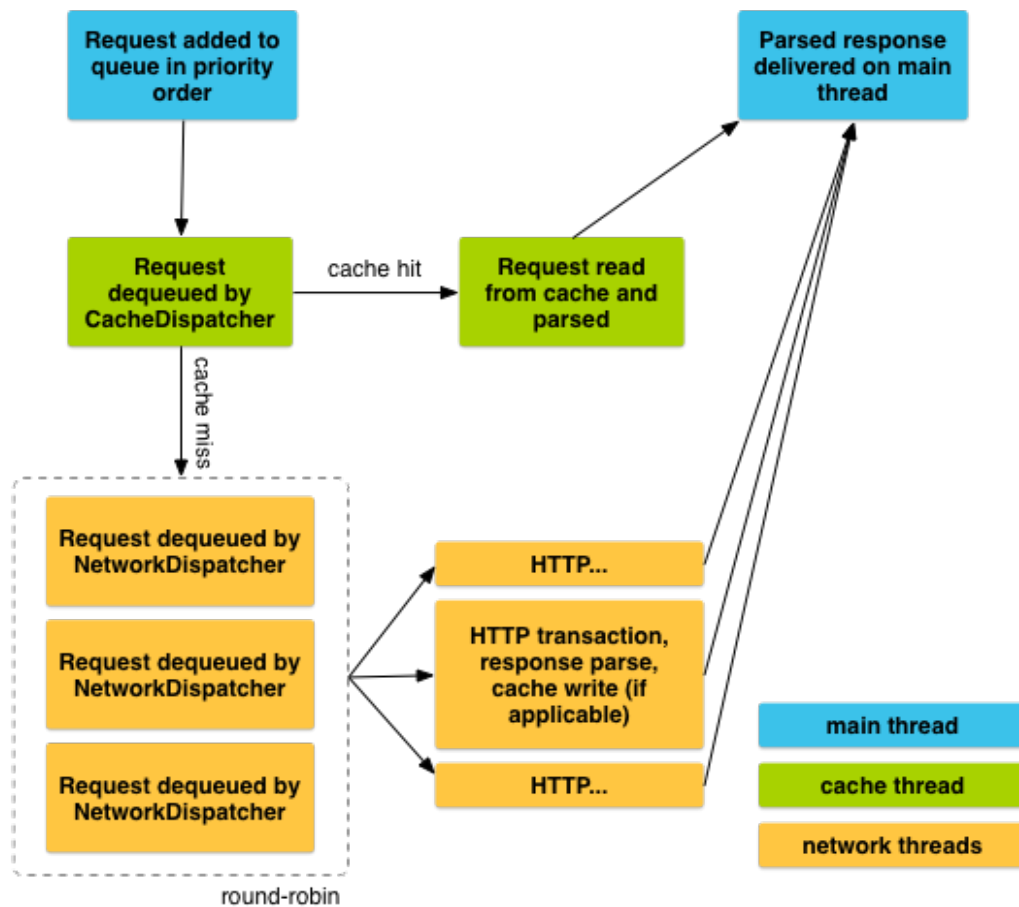 Request added to
queue in priority
order
Parsed response
delivered on main
thread
Request
dequeued by
CacheDispatcher
cache hit
Request read
from cache and
parsed
cache miss
Request dequeued by
NetworkDispatcher
Request dequeued by
NetworkDispatcher
Request dequeued by
NetworkDispatcher
round-robin
HTTP...
HTTP transaction,
response parse,
cache write (if
applicable)
HTTP...
main thread
cache thread
network threads